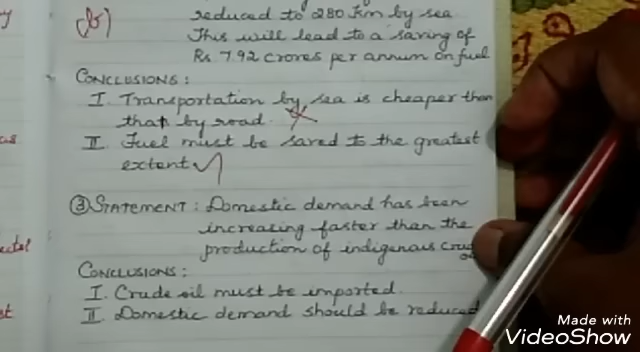 reduced to 280 Km by sea
(b) This will lead to a saving of
Rs. 7.92 crores per annum on fuel
CONCLUSIONS :
I. Transportation by sea is cheaper than
that by road.
II. Fuel must be saved to the greatest
extent
③ STATEMENT : Domestic demand has been
increasing faster than the
production of indigenous crude
CONCLUSIONS :
I. Crude oil must be imported.
II. Domestic demand should be reduced
Made with
VideoShow